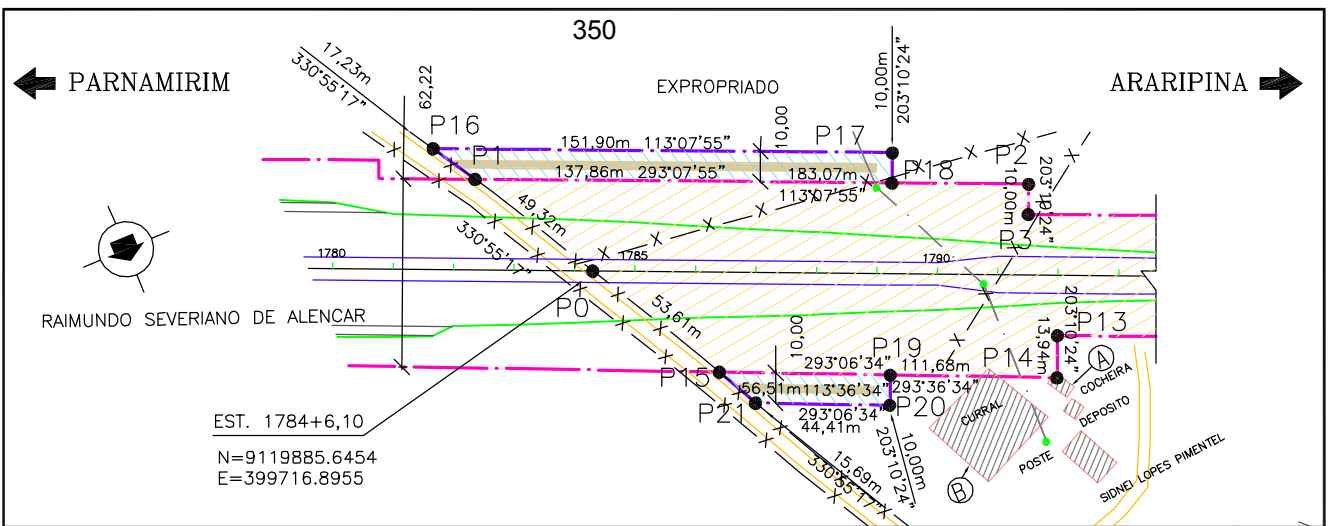 350
PARNAMIRIM
ARARIPINA
EXPROPRIADO
17,23m
330°55'17"
62,22
P16
P1
151,90m 113°07'55"
10,00
P17
10,00m
203°10'24"
137,86m 293°07'55"
183,07m
113°07'55"
P18
P2
203°10'24"
10,00m
P3
49,32m
330°55'17"
1780
1785
1790
P0
53,61m
RAIMUNDO SEVERIANO DE ALENCAR
P15
10,00
293°06'34"
P19
111,68m
293°36'34"
P14
203°10'24"
13,94m
P13
A
COCHEIRA
56,51m 113°36'34"
P21
293°06'34"
44,41m
P20
10,00m
203°10'24"
15,69m
330°55'17"
CURRAL
DEPOSITO
POSTE
B
SIDNEI LOPES PIMENTEL
EST. 1784+6,10
N=9119885.6454
E=399716.8955